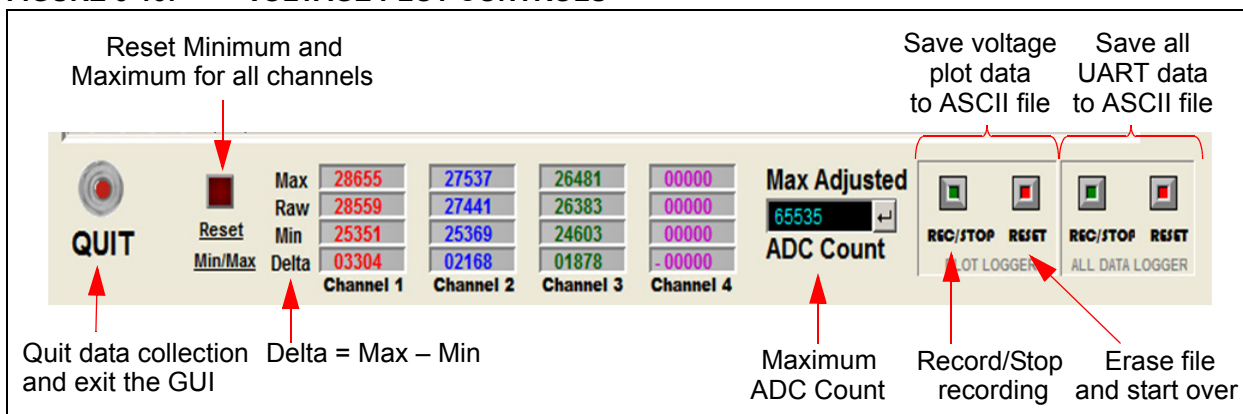 FIGURE
VOLTAGE PLOT CONTROLS
Reset Minimum and
Maximum for all channels
Save voltage
plot data
to ASCII file
Save all
UART data
to ASCII file
QUIT
Reset
Min/Max
Max 28655 27537 26481 00000
Raw 28559 27441 26383 00000
Min 25351 25369 24603 00000
Delta 03304 02168 01878 - 00000
Channel 1 Channel 2 Channel 3 Channel 4
Max Adjusted
65535
ADC Count
REC/STOP RESET
PLOT LOGGER
REC/STOP RESET
ALL DATA LOGGER
Quit data collection
and exit the GUI
Delta = Max – Min
Maximum
ADC Count
Record/Stop
recording
Erase file
and start over